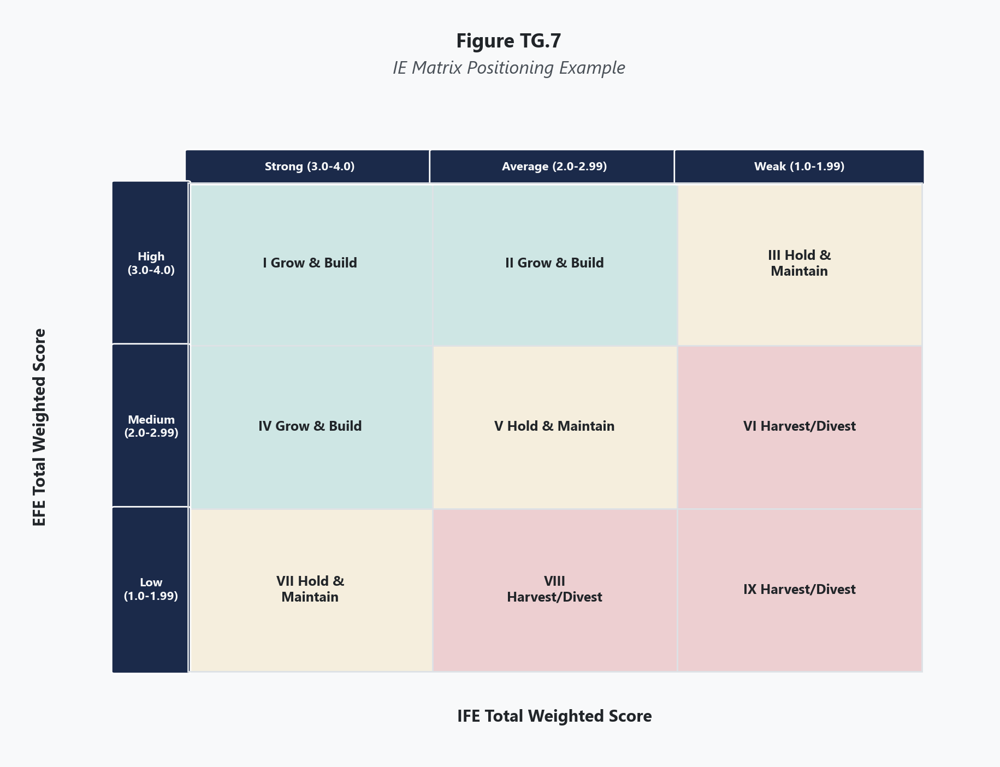 Figure TG.7
IE Matrix Positioning Example
Strong (3.0-4.0)
Average (2.0-2.99)
Weak (1.0-1.99)
EFE Total Weighted Score
High
(3.0-4.0)
I Grow & Build
II Grow & Build
III Hold &
Maintain
Medium
(2.0-2.99)
IV Grow & Build
V Hold & Maintain
VI Harvest/Divest
Low
(1.0-1.99)
VII Hold &
Maintain
VIII
Harvest/Divest
IX Harvest/Divest
IFE Total Weighted Score